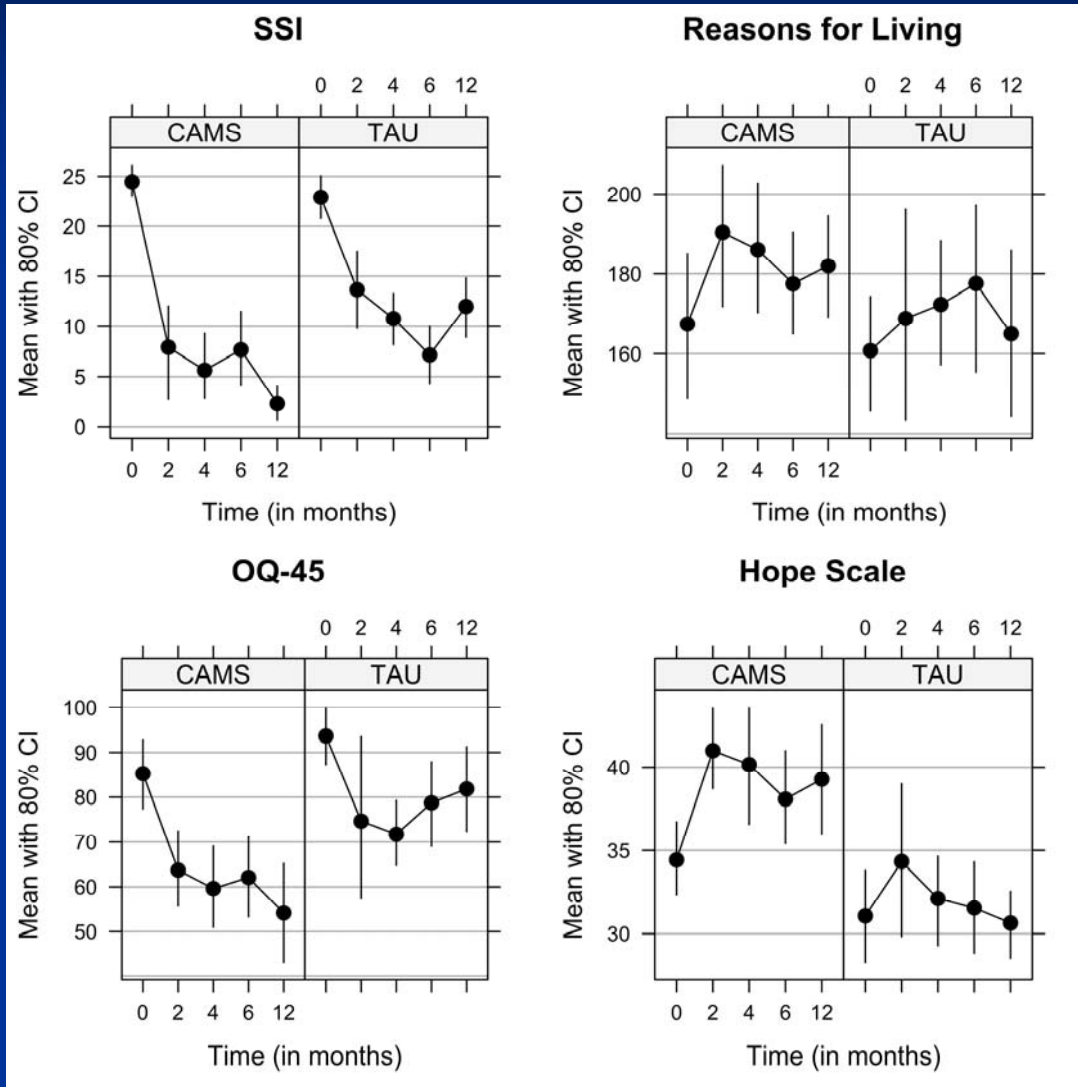 SSI
0 2 4 6 12
CAMS TAU
Mean with 80% CI
25
20
15
10
5
0
0 2 4 6 12
Time (in months)
Reasons for Living
0 2 4 6 12
CAMS TAU
Mean with 80% CI
200
180
160
0 2 4 6 12
Time (in months)
OQ-45
0 2 4 6 12
CAMS TAU
Mean with 80% CI
100
90
80
70
60
50
0 2 4 6 12
Time (in months)
Hope Scale
0 2 4 6 12
CAMS TAU
Mean with 80% CI
40
35
30
0 2 4 6 12
Time (in months)